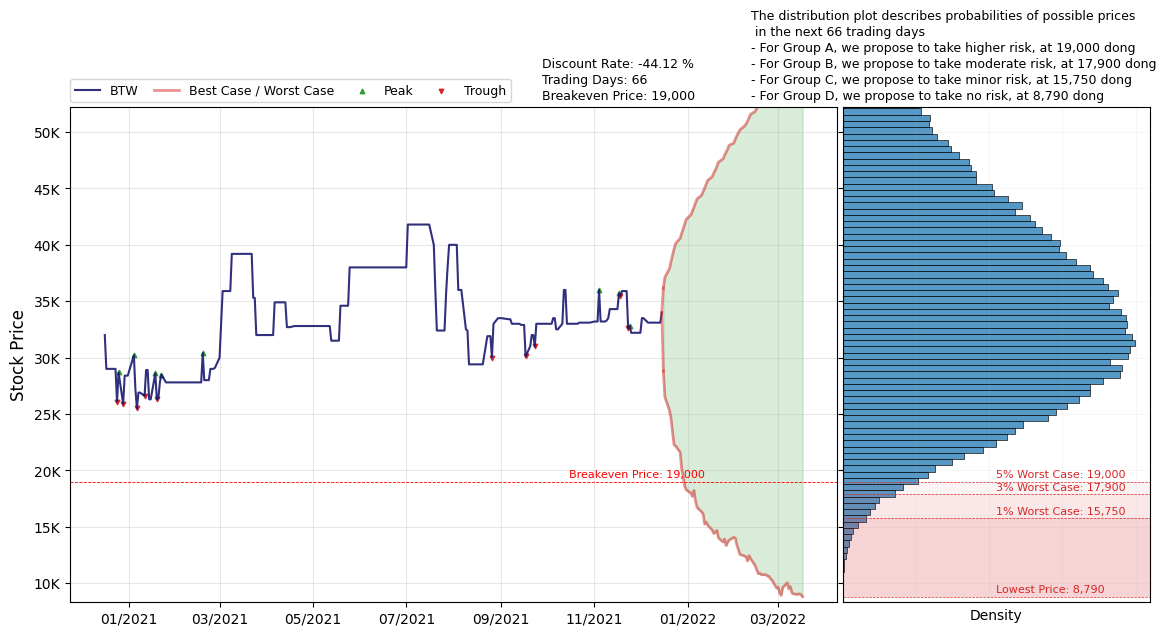 The distribution plot describes probabilities of possible prices
in the next 66 trading days
- For Group A, we propose to take higher risk, at 19,000 dong
- For Group B, we propose to take moderate risk, at 17,900 dong
- For Group C, we propose to take minor risk, at 15,750 dong
- For Group D, we propose to take no risk, at 8,790 dong
Discount Rate: -44.12 %
Trading Days: 66
Breakeven Price: 19,000
BTW
Best Case / Worst Case
Peak
Trough
Stock Price
50K
45K
40K
35K
30K
25K
20K
15K
10K
Breakeven Price: 19,000
5% Worst Case: 19,000
3% Worst Case: 17,900
1% Worst Case: 15,750
Lowest Price: 8,790
01/2021
03/2021
05/2021
07/2021
09/2021
11/2021
01/2022
03/2022
Density